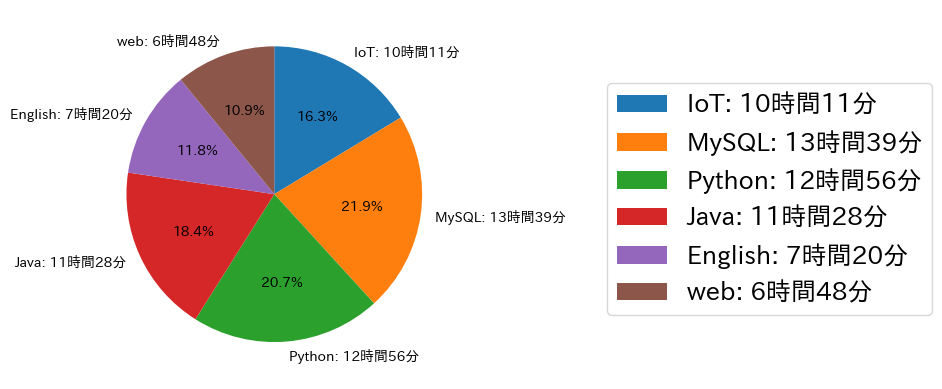 web: 6時間48分
IoT: 10時間11分
10.9%
16.3%
English: 7時間20分
11.8%
21.9%
MySQL: 13時間39分
18.4%
Java: 11時間28分
20.7%
Python: 12時間56分
IoT: 10時間11分
MySQL: 13時間39分
Python: 12時間56分
Java: 11時間28分
English: 7時間20分
web: 6時間48分